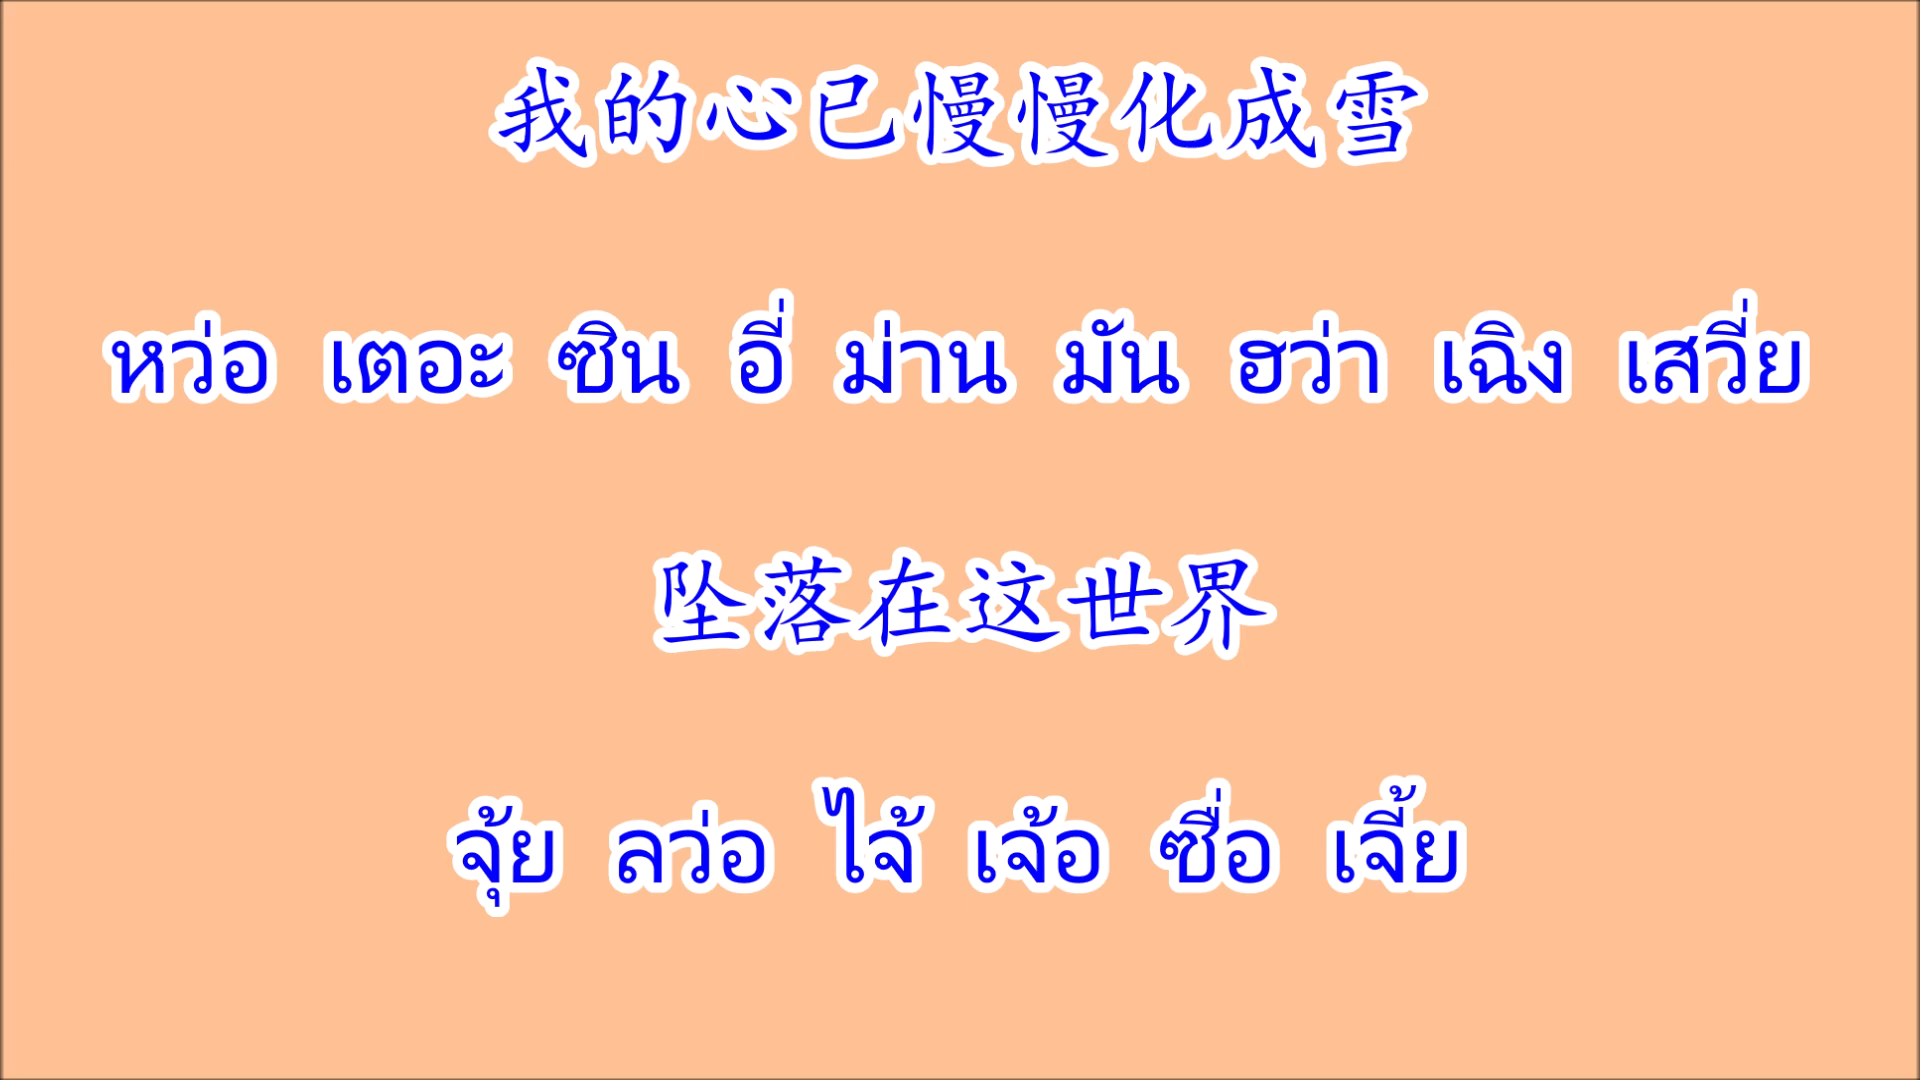 我的心已慢慢化成雪
หว่อ เตอะ ซิน อี่ ม่าน มัน ฮว่า เฉิง เสวี่ย
坠落在这世界
จุ้ย ลว่อ ไจ้ เจ้อ ซื่อ เจี้ย